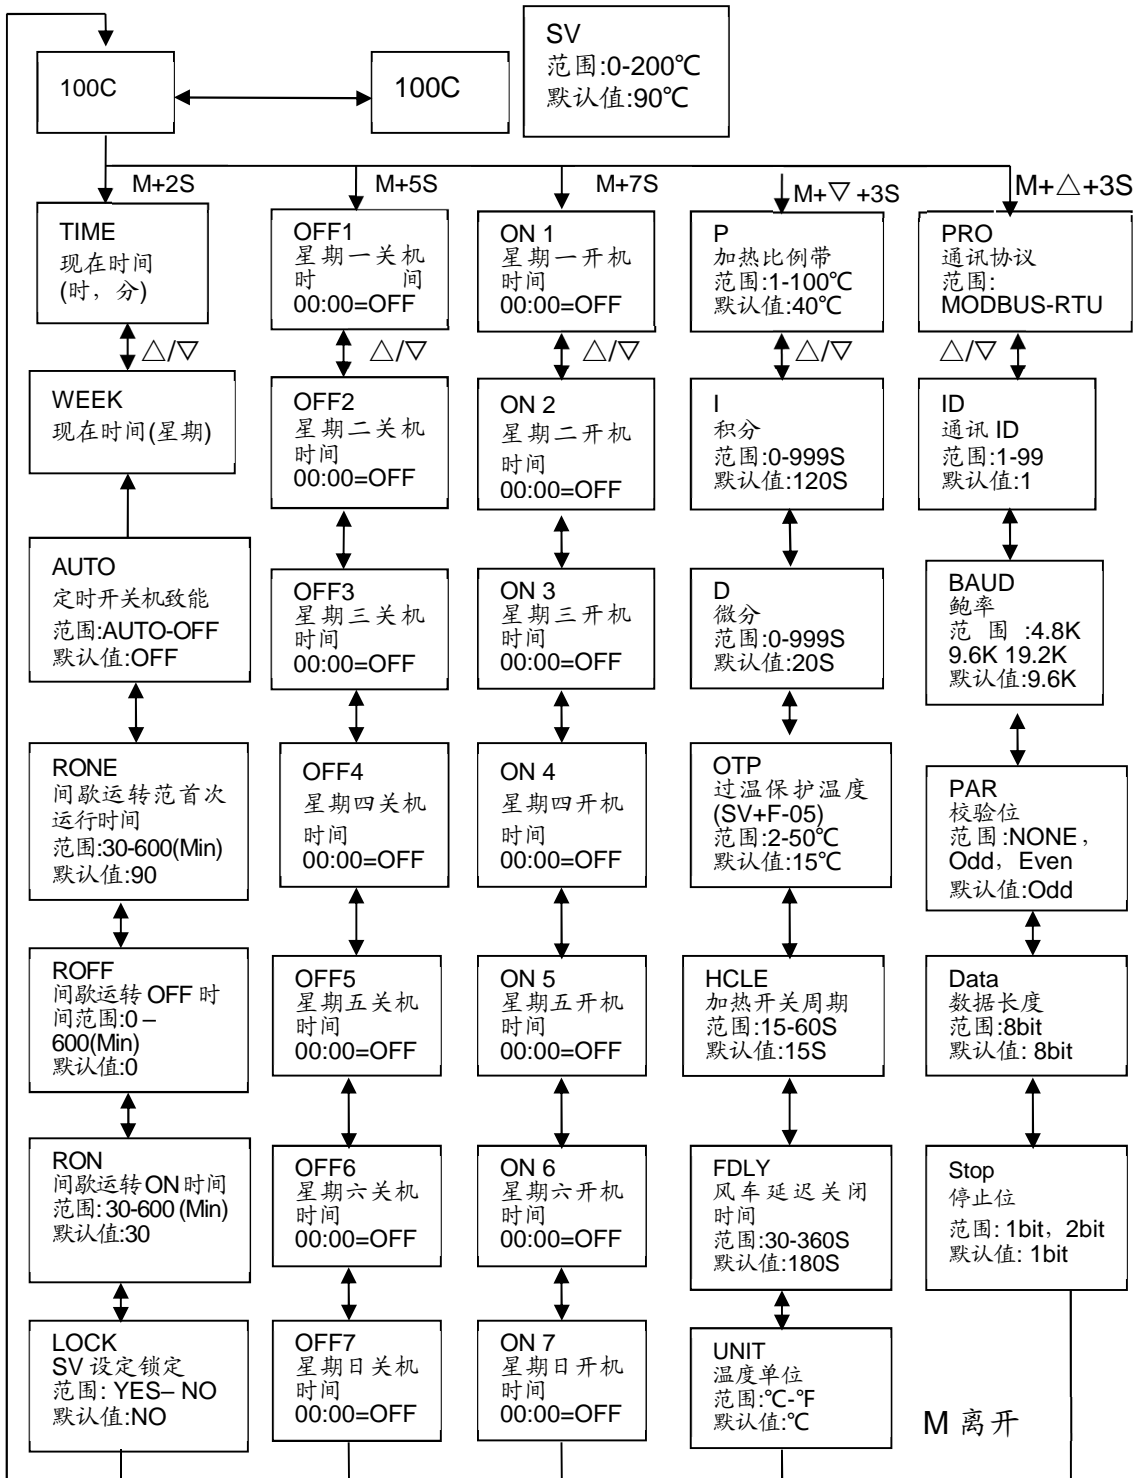 100C
100C
SV
范围:0-200℃
默认值:90℃
M+2S
M+5S
M+7S
M+▽+3S
M+△+3S
TIME
现在时间
(时，分)
△/▽
WEEK
现在时间(星期)
AUTO
定时开关机致能
范围:AUTO-OFF
默认值:OFF
RONE
间歇运转范首次
运行时间
范围:30-600(Min)
默认值:90
ROFF
间歇运转 OFF 时
间范围:0 –
600(Min)
默认值:0
RON
间歇运转 ON 时间
范围: 30-600 (Min)
默认值:30
LOCK
SV 设定锁定
范围: YES– NO
默认值:NO
OFF1
星期一关机
时 间
00:00=OFF
△/▽
OFF2
星期二关机
时间
00:00=OFF
OFF3
星期三关机
时间
00:00=OFF
OFF4
星期四关机
时间
00:00=OFF
OFF5
星期五关机
时间
00:00=OFF
OFF6
星期六关机
时间
00:00=OFF
OFF7
星期日关机
时间
00:00=OFF
ON 1
星期一开机
时间
00:00=OFF
△/▽
ON 2
星期二开机
时间
00:00=OFF
ON 3
星期三开机
时间
00:00=OFF
ON 4
星期四开机
时间
00:00=OFF
ON 5
星期五开机
时间
00:00=OFF
ON 6
星期六开机
时间
00:00=OFF
ON 7
星期日开机
时间
00:00=OFF
P
加热比例带
范围:1-100℃
默认值:40℃
△/▽
I
积分
范围:0-999S
默认值:120S
D
微分
范围:0-999S
默认值:20S
OTP
过温保护温度
(SV+F-05)
范围:2-50℃
默认值:15℃
HCLE
加热开关周期
范围:15-60S
默认值:15S
FDLY
风车延迟关闭
时间
范围:30-360S
默认值:180S
UNIT
温度单位
范围:℃-℉
默认值:℃
PRO
通讯协议
范围:
MODBUS-RTU
△/▽
ID
通讯 ID
范围:1-99
默认值:1
BAUD
鲍率
范 围 :4.8K
9.6K 19.2K
默认值:9.6K
PAR
校验位
范围:NONE，
Odd，Even
默认值:Odd
Data
数据长度
范围:8bit
默认值: 8bit
Stop
停止位
范围: 1bit，2bit
默认值: 1bit
M 离开